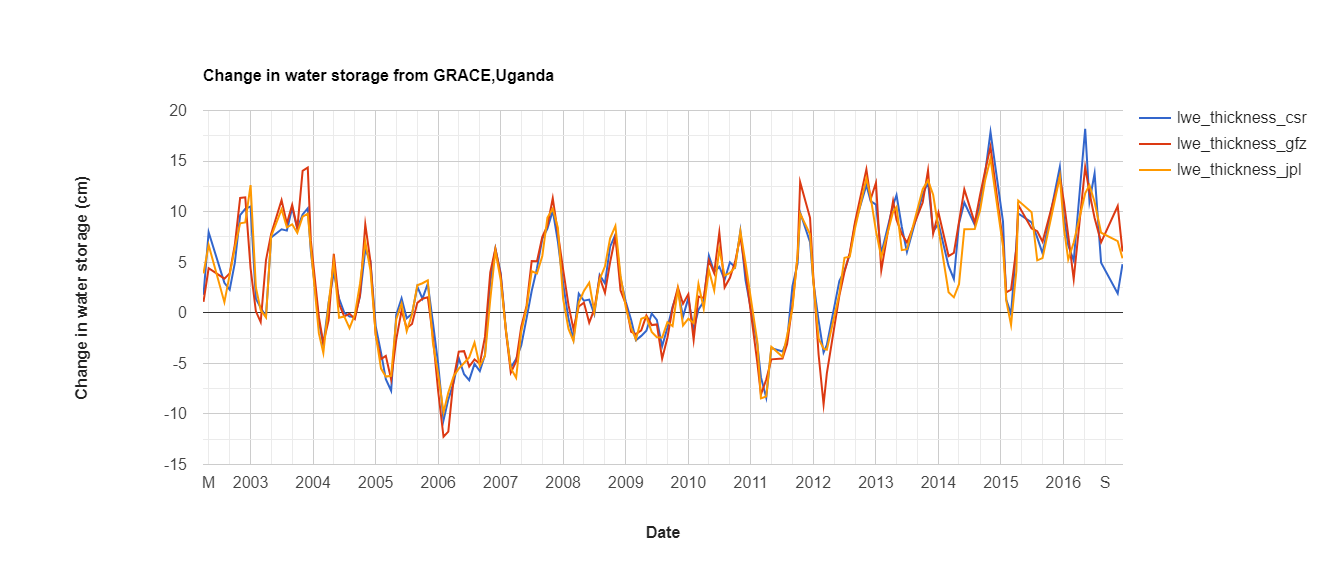 Change in water storage from GRACE,Uganda
20
15
10
5
0
-5
-10
-15
Change in water storage (cm)
M 2003 2004 2005 2006 2007 2008 2009 2010 2011 2012 2013 2014 2015 2016 S
Date
lwe_thickness_csr
lwe_thickness_gfz
lwe_thickness_jpl